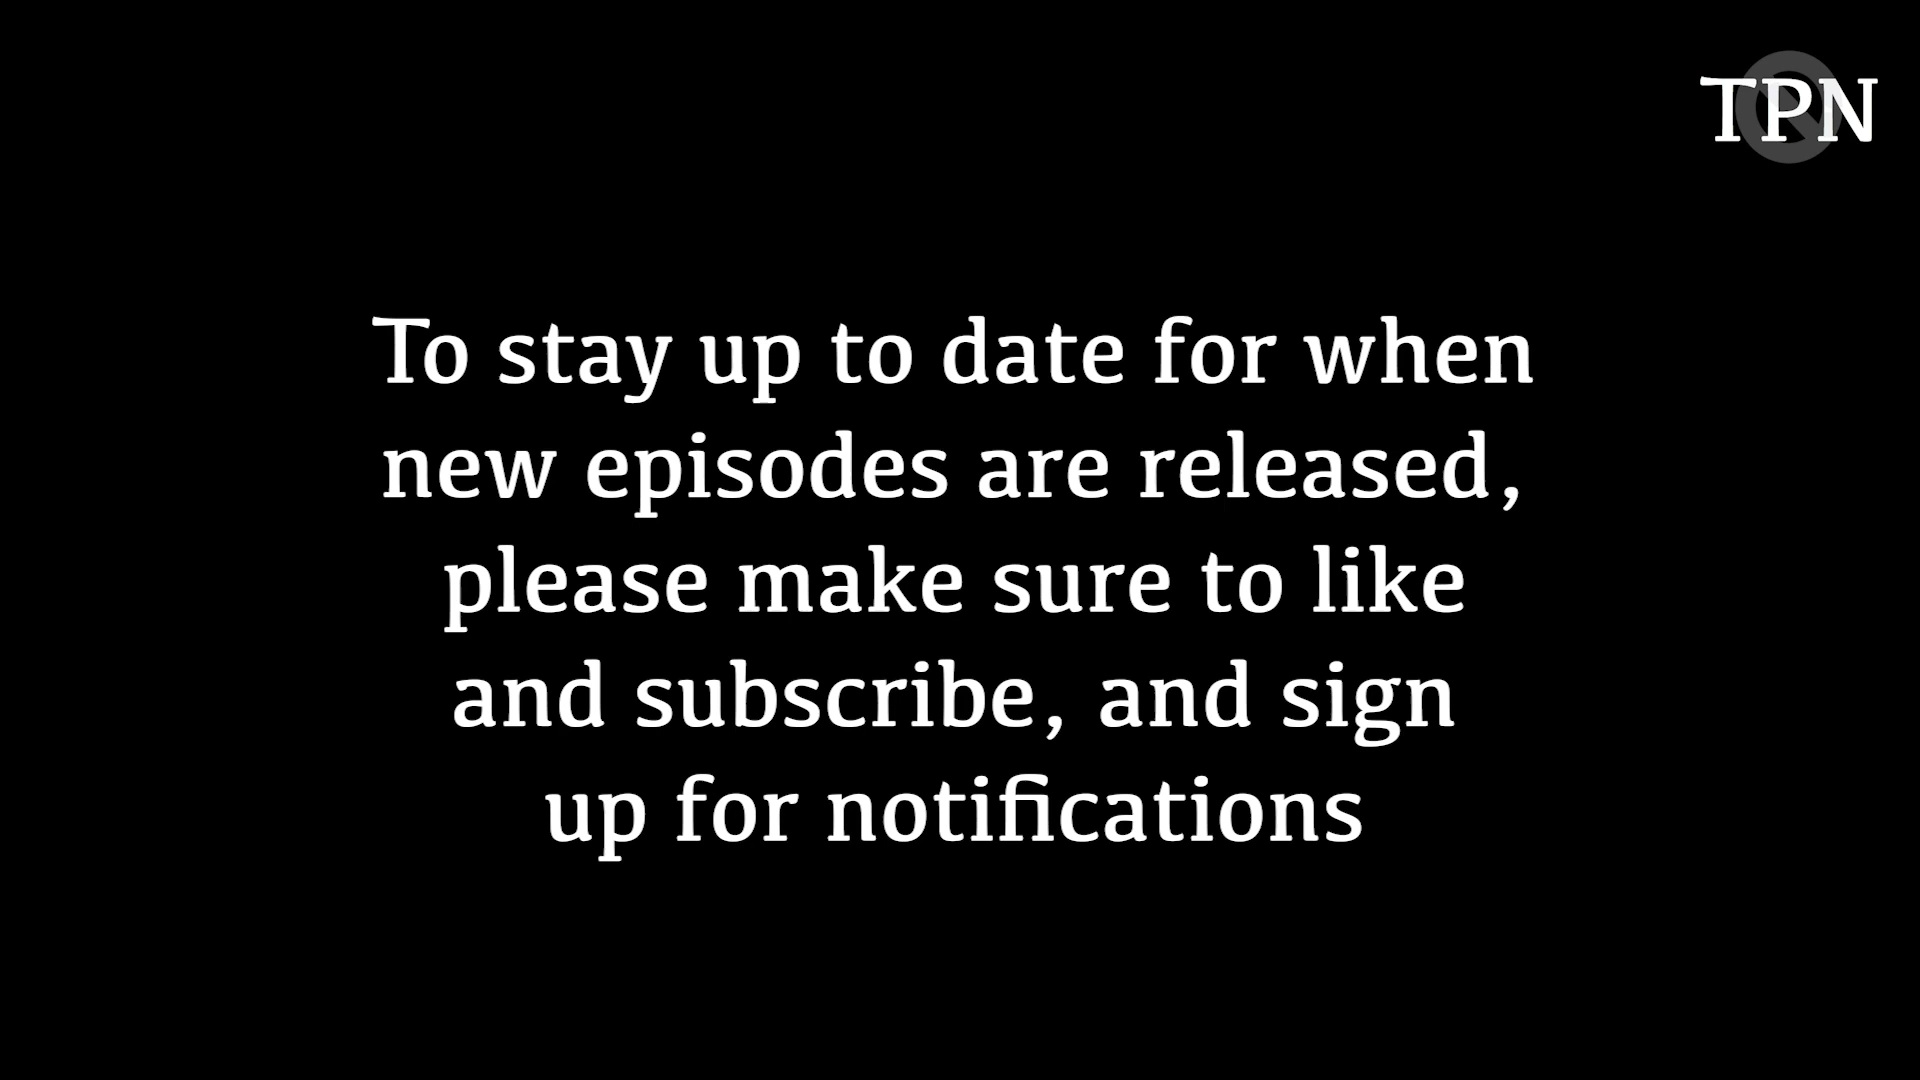 TPN
To stay up to date for when
new episodes are released,
please make sure to like
and subscribe, and sign
up for notifications